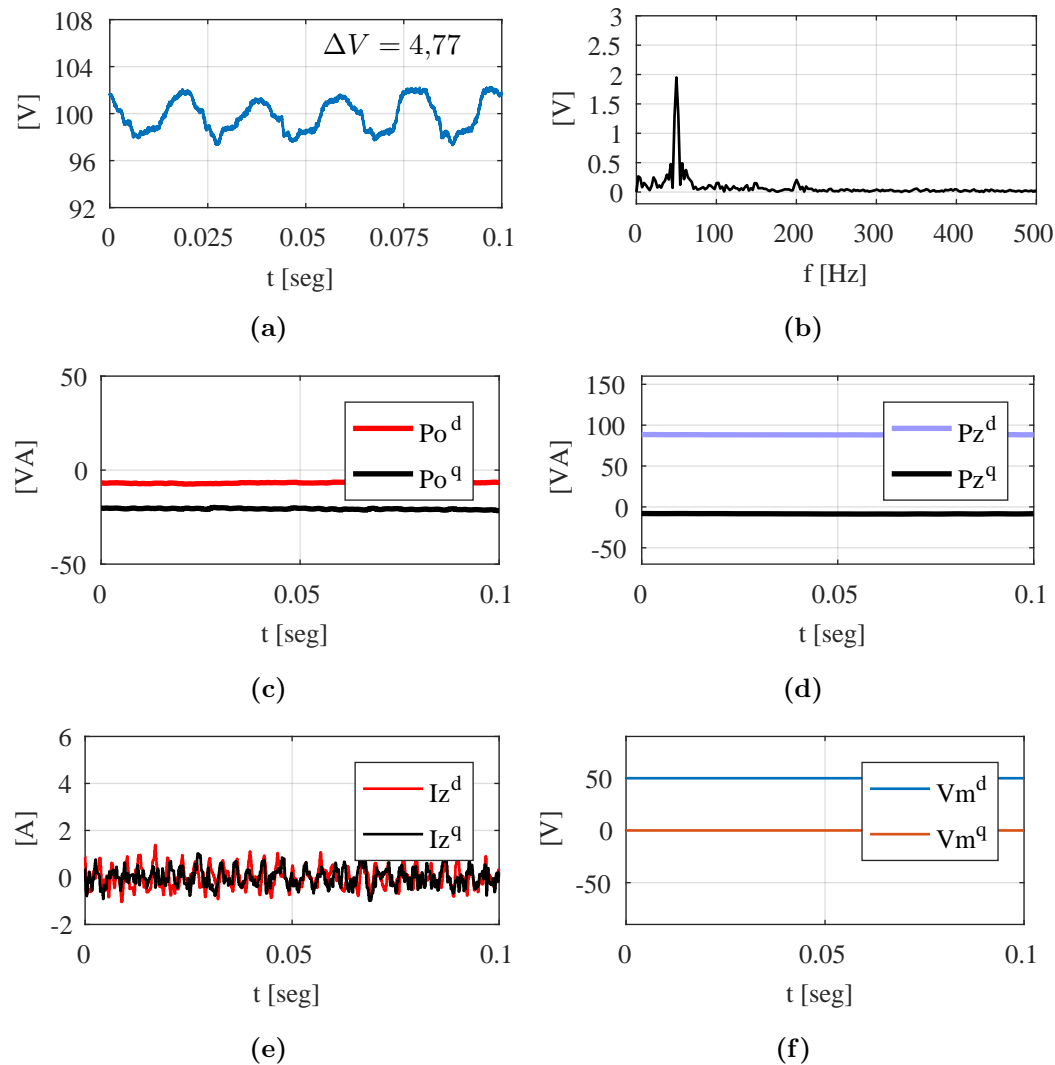 108
104
100
96
92
[V]
ΔV = 4,77
0 0.025 0.05 0.075 0.1
t [seg]
(a)
3
2.5
2
1.5
1
0.5
0
[V]
0 100 200 300 400 500
f [Hz]
(b)
50
0
-50
[VA]
Po^d
Po^q
0 0.05 0.1
t [seg]
(c)
150
100
50
0
-50
[VA]
Pz^d
Pz^q
0 0.05 0.1
t [seg]
(d)
6
4
2
0
-2
[A]
Iz^d
Iz^q
0 0.05 0.1
t [seg]
(e)
50
0
-50
[V]
Vm^d
Vm^q
0 0.05 0.1
t [seg]
(f)